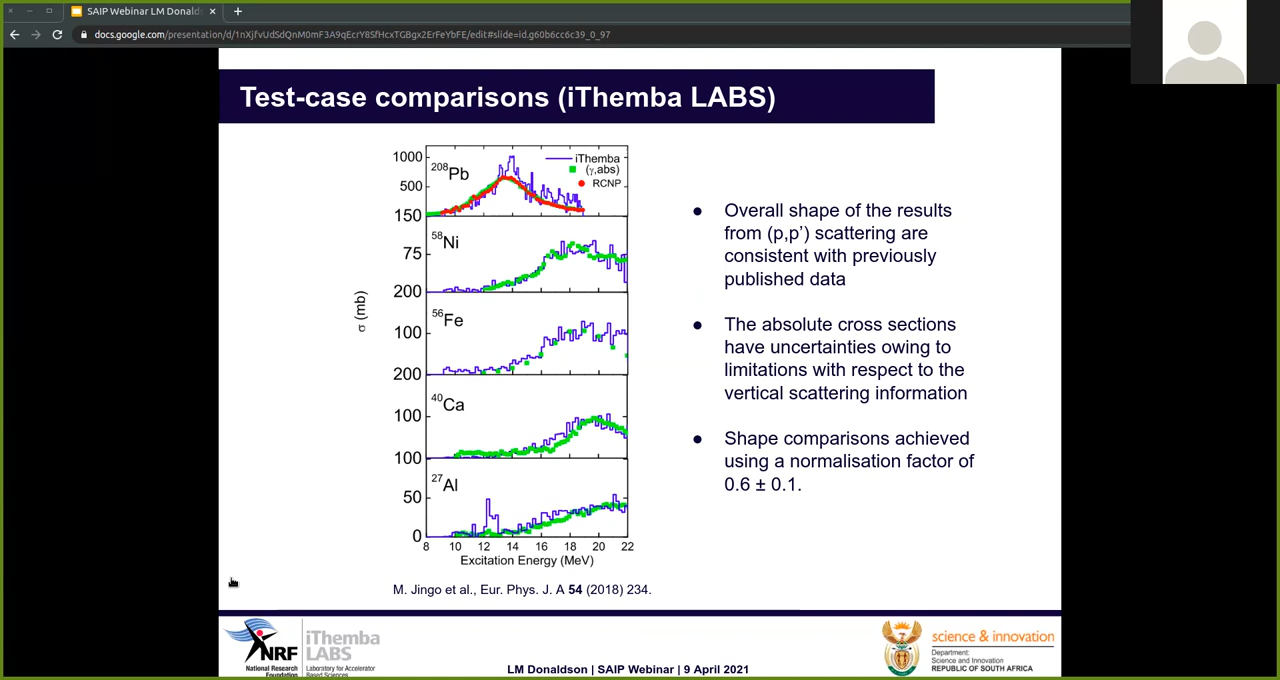 SAIP Webinar LM Donalds
docs.google.com/presentation/d/1nXjfvUdSdQnM0mF3A9qEcrY8SfHcxTGBgx2ErFeYbFE/edit#slide=id.g60b6cc6c39_0_97
Test-case comparisons (iThemba LABS)
1000
500
150
208Pb
iThemba
(γ,abs)
RCNP
58Ni
75
200
56Fe
100
200
40Ca
100
100
27Al
50
0
σ (mb)
8 10 12 14 16 18 20 22
Excitation Energy (MeV)
M. Jingo et al., Eur. Phys. J. A 54 (2018) 234.
● Overall shape of the results
from (p,p’) scattering are
consistent with previously
published data
● The absolute cross sections
have uncertainties owing to
limitations with respect to the
vertical scattering information
● Shape comparisons achieved
using a normalisation factor of
0.6 ± 0.1.
NRF
National Research
Foundation
iThemba
LABS
Laboratory for Accelerator
Based Sciences
LM Donaldson | SAIP Webinar | 9 April 2021
science & innovation
Department:
Science and Innovation
REPUBLIC OF SOUTH AFRICA